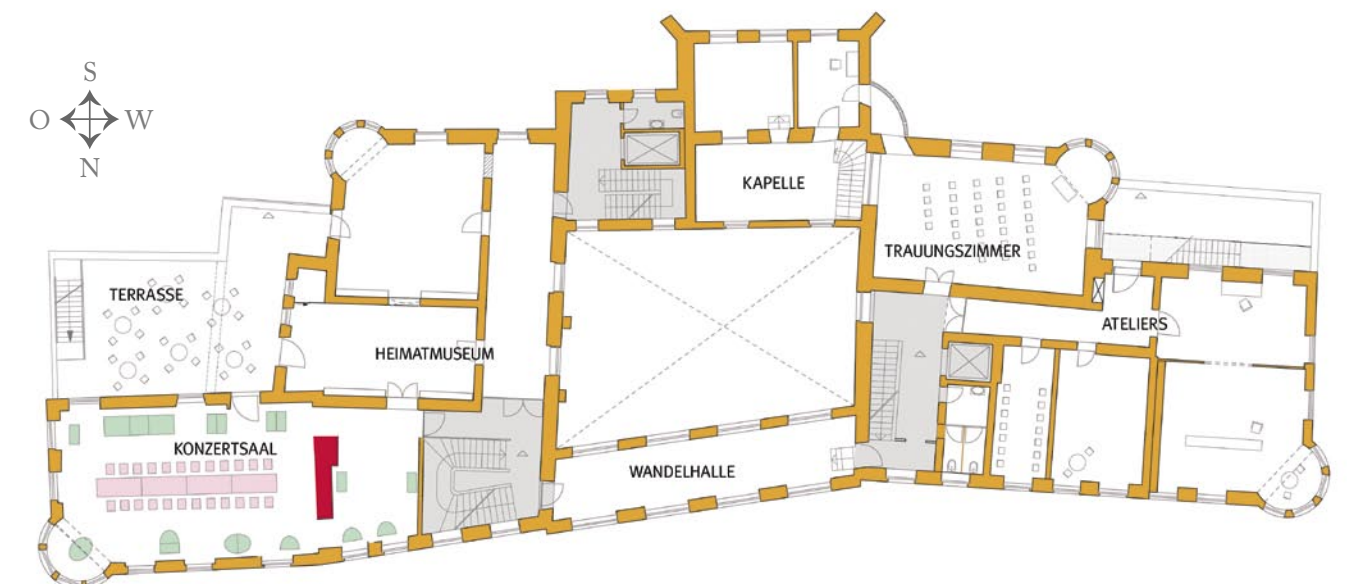 S
O W
N
KAPELLE
TRAUUNGSZIMMER
TERRASSE
ATELIERS
HEIMATMUSEUM
KONZERTSAAL
WANDELHALLE